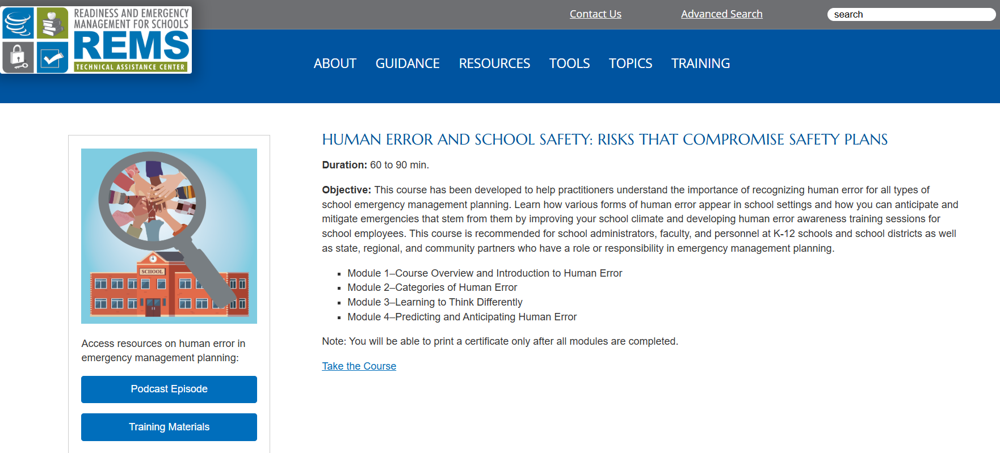 READINESS AND EMERGENCY
MANAGEMENT FOR SCHOOLS
REMS
TECHNICAL ASSISTANCE CENTER
Contact Us
Advanced Search
search
ABOUT
GUIDANCE
RESOURCES
TOOLS
TOPICS
TRAINING
SCHOOL
Access resources on human error in
emergency management planning:
Podcast Episode
Training Materials
HUMAN ERROR AND SCHOOL SAFETY: RISKS THAT COMPROMISE SAFETY PLANS
Duration: 60 to 90 min.
Objective: This course has been developed to help practitioners understand the importance of recognizing human error for all types of
school emergency management planning. Learn how various forms of human error appear in school settings and how you can anticipate and
mitigate emergencies that stem from them by improving your school climate and developing human error awareness training sessions for
school employees. This course is recommended for school administrators, faculty, and personnel at K-12 schools and school districts as well
as state, regional, and community partners who have a role or responsibility in emergency management planning.
Module 1–Course Overview and Introduction to Human Error
Module 2–Categories of Human Error
Module 3–Learning to Think Differently
Module 4–Predicting and Anticipating Human Error
Note: You will be able to print a certificate only after all modules are completed.
Take the Course